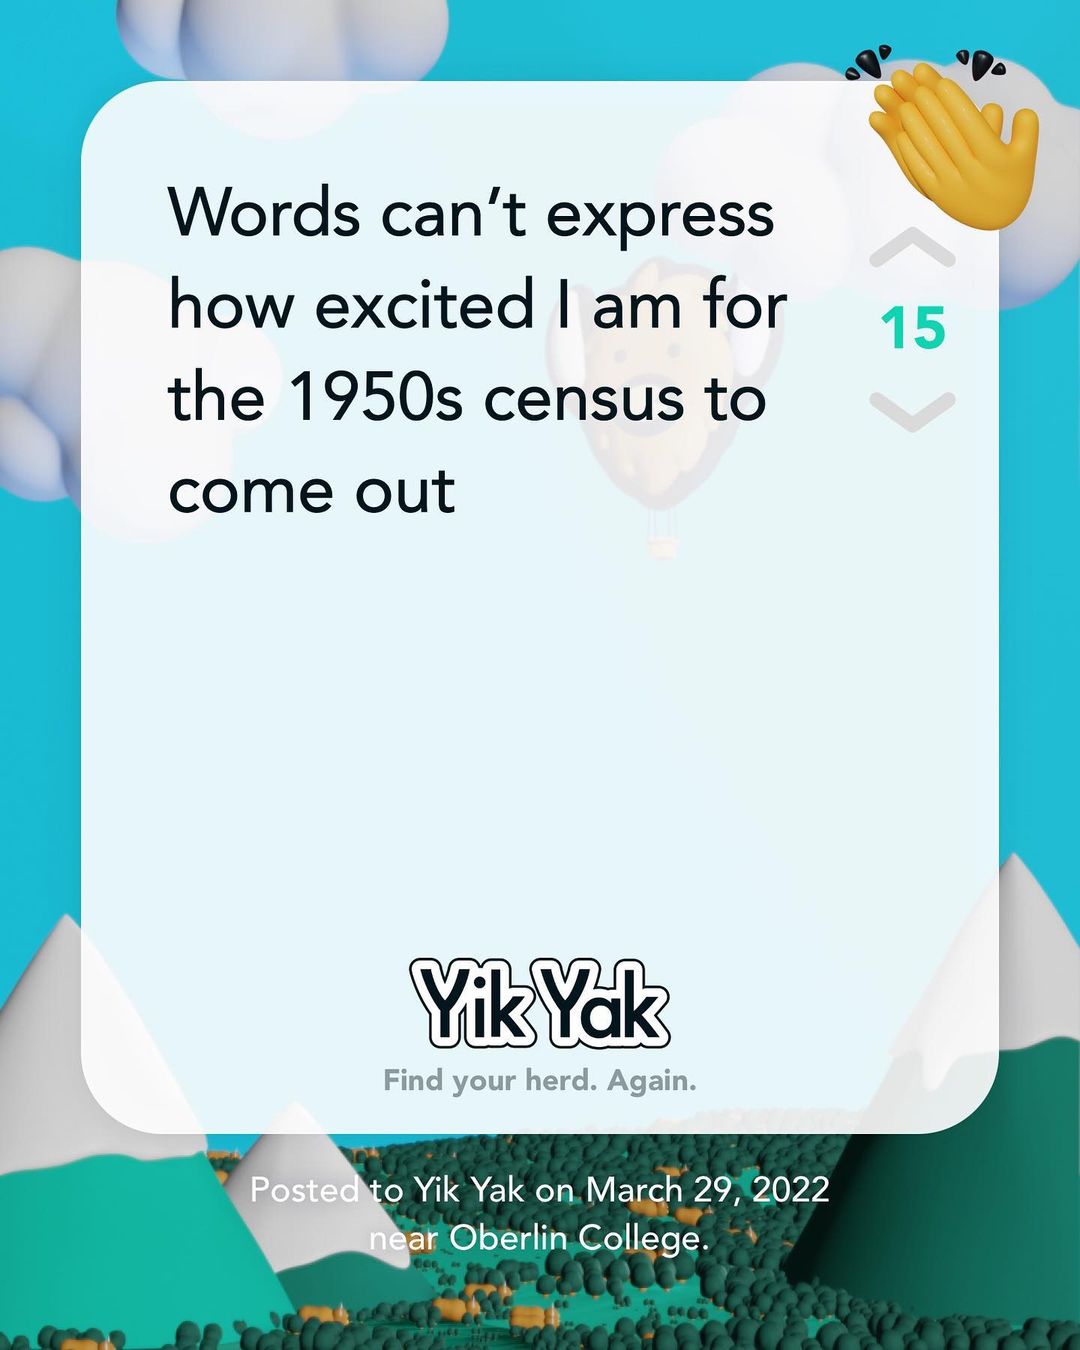 Words can’t express
how excited I am for
the 1950s census to
come out
15
Yik Yak
Find your herd. Again.
Posted to Yik Yak on March 29, 2022
near Oberlin College.